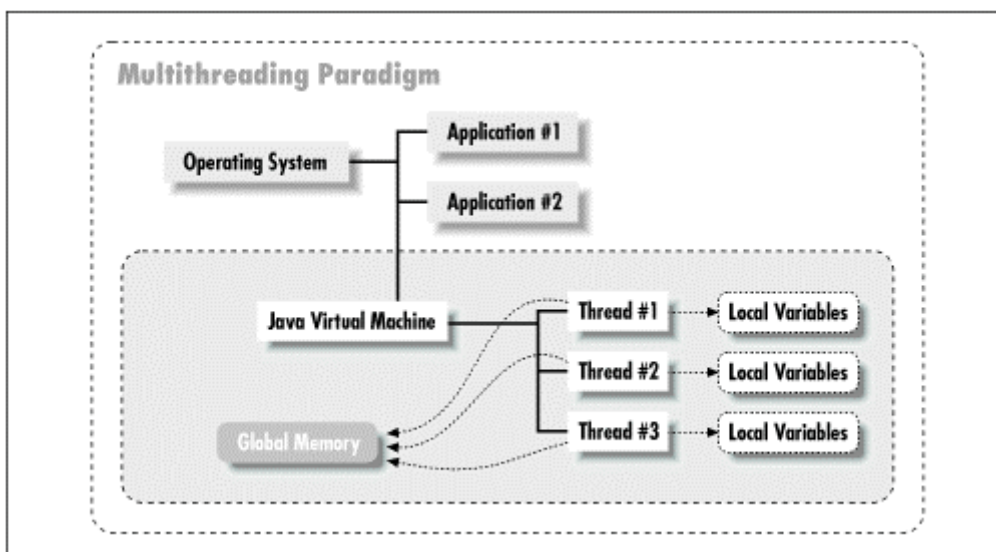 Multithreading Paradigm
Application #1
Operating System
Application #2
Java Virtual Machine
Thread #1
Local Variables
Thread #2
Local Variables
Thread #3
Local Variables
Global Memory